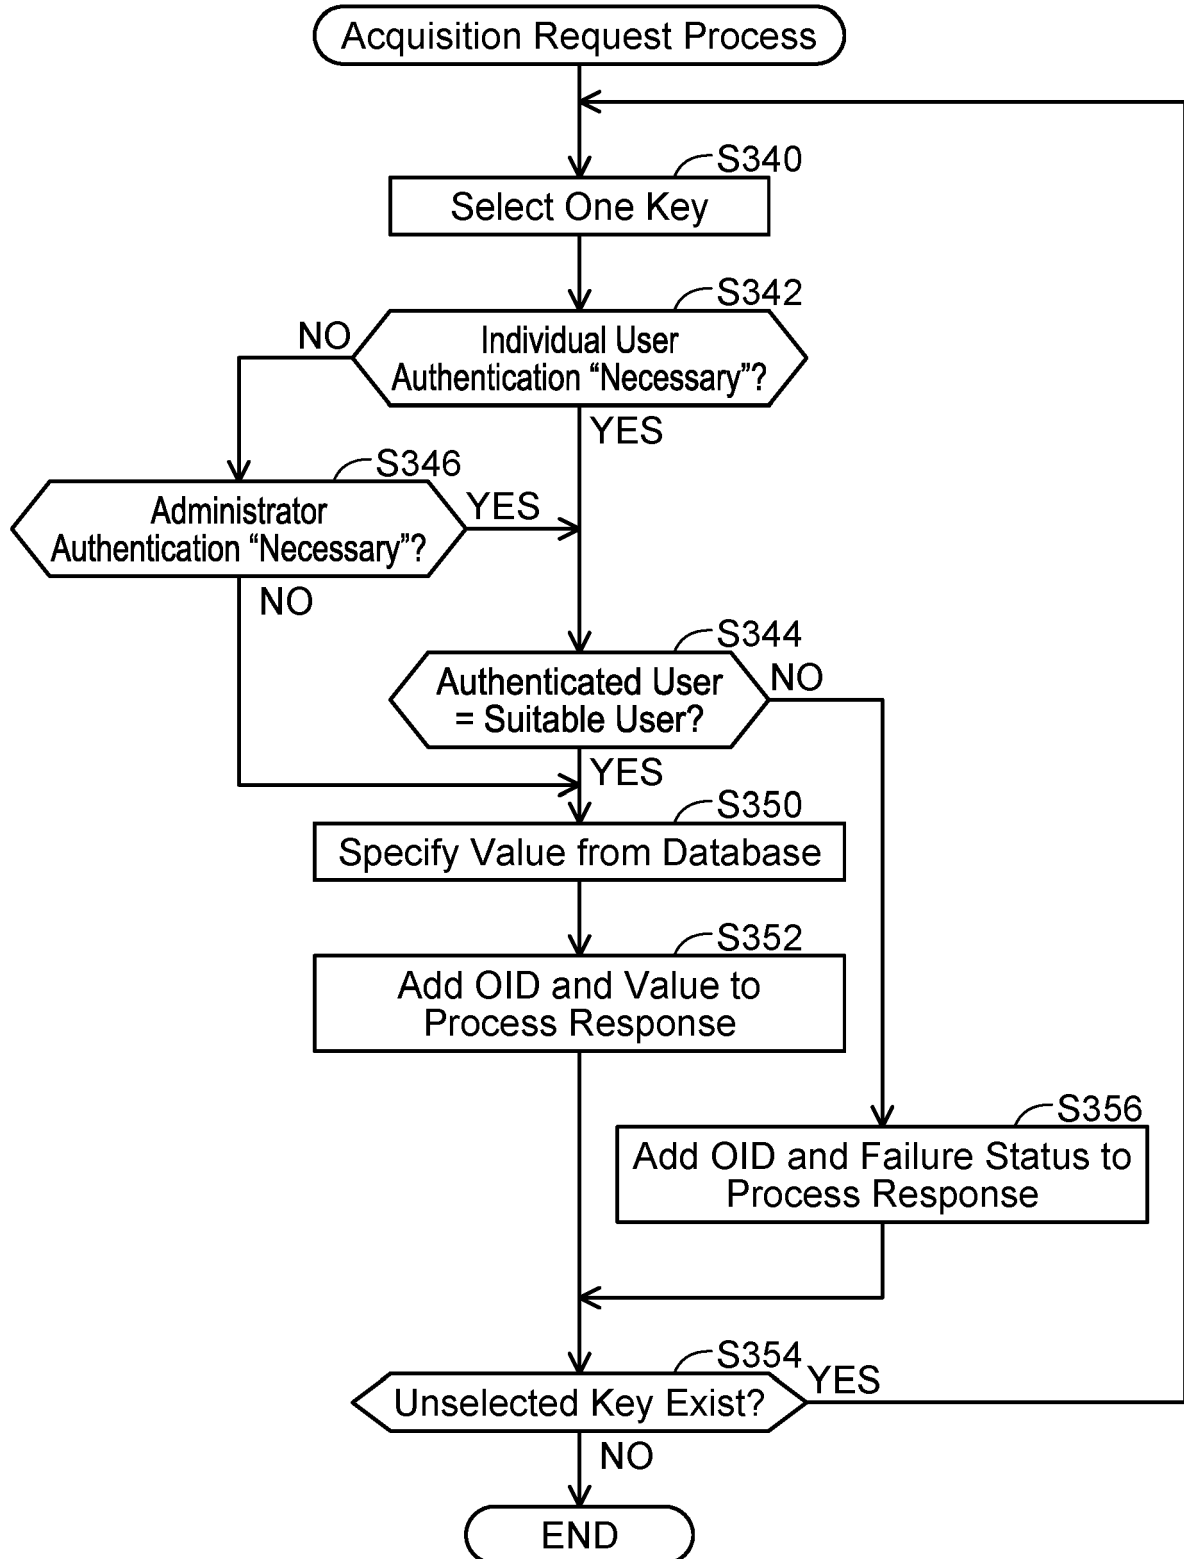 Acquisition Request Process
S340
Select One Key
S342
NO
Individual User
Authentication “Necessary”?
YES
S346
Administrator
Authentication “Necessary”?
YES
NO
S344
Authenticated User
= Suitable User?
NO
YES
S350
Specify Value from Database
S352
Add OID and Value to
Process Response
S356
Add OID and Failure Status to
Process Response
S354
Unselected Key Exist?
YES
NO
END